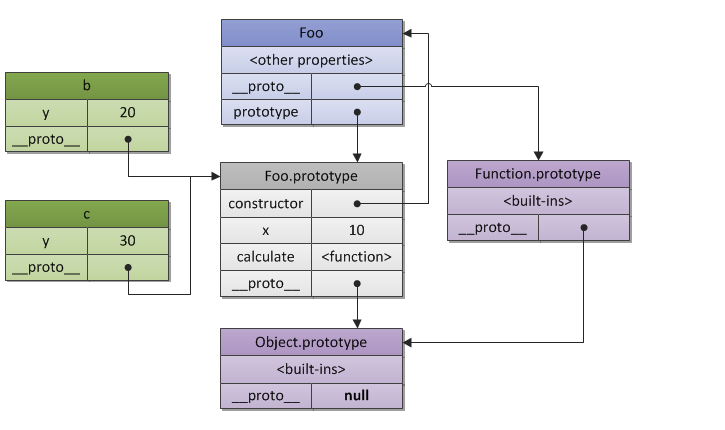 Foo
<other properties>
__proto__
prototype
b
y 20
__proto__
Foo.prototype
constructor
x 10
calculate <function>
__proto__
Function.prototype
<built-ins>
__proto__
c
y 30
__proto__
Object.prototype
<built-ins>
__proto__ null